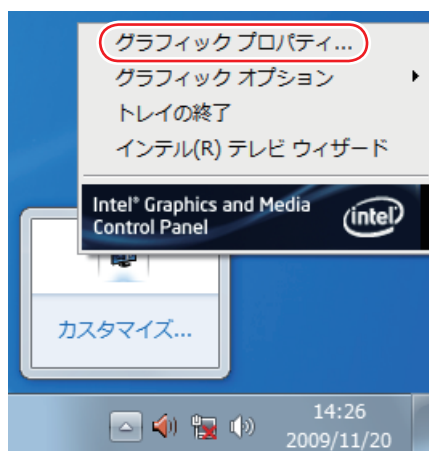 グラフィック プロパティ...
グラフィック オプション
トレイの終了
インテル(R) テレビ ウィザード
Intel® Graphics and Media
Control Panel
intel
カスタマイズ...
14:26
2009/11/20